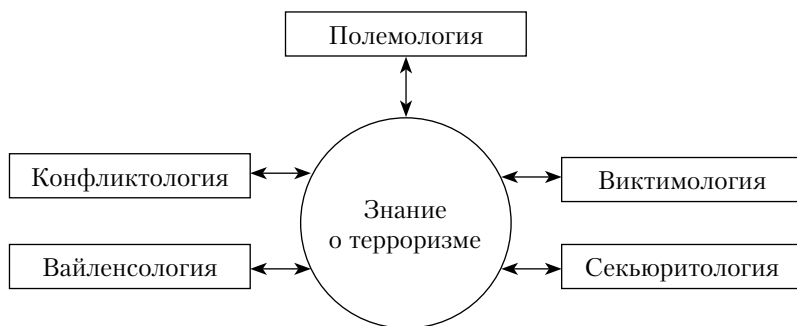 Полемология
Конфликтология
Виктимология
Знание
о терроризме
Вайленсология
Секьюритология